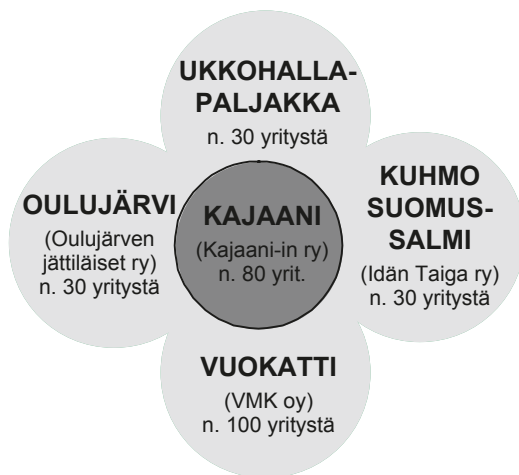 UKKOHALLA-
PALJAKKA
n. 30 yritystä
OULUJÄRVI
(Oulujärven
jättiläiset ry)
n. 30 yritystä
KAJAANI
(Kajaani-in ry)
n. 80 yrit.
KUHMO
SUOMUS-
SALMI
(Idän Taiga ry)
n. 30 yritystä
VUOKATTI
(VMK oy)
n. 100 yritystä